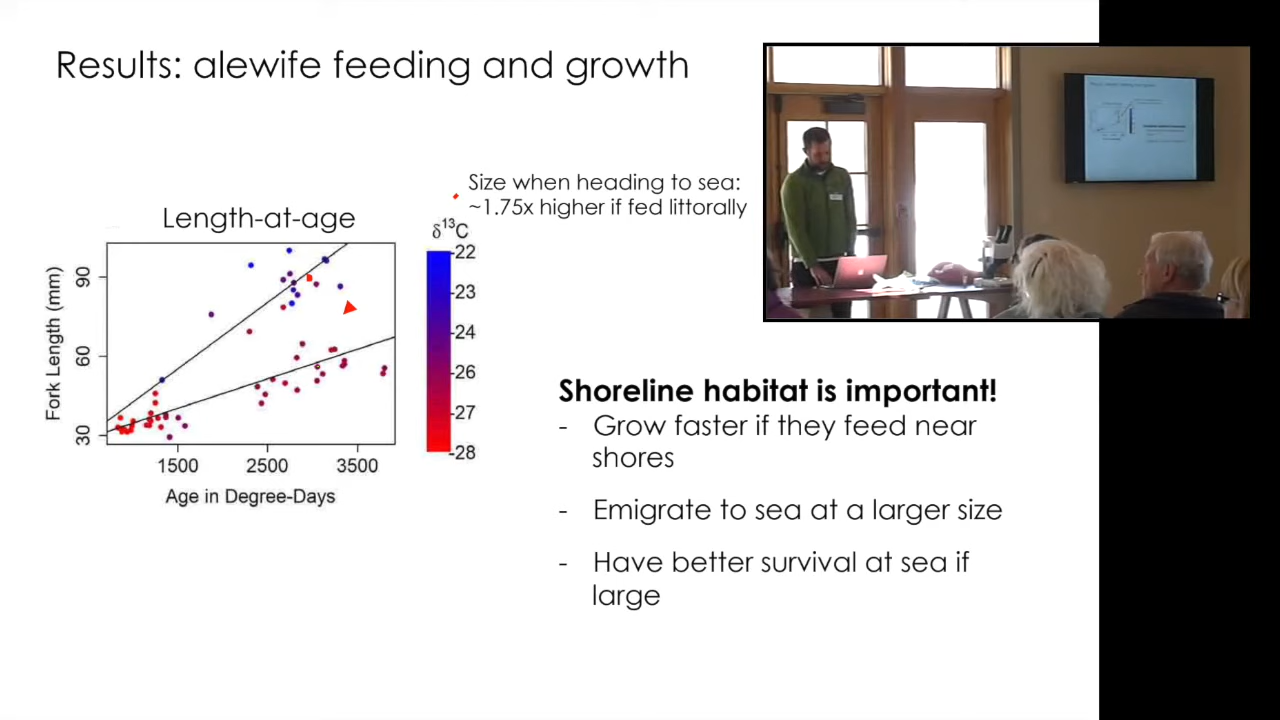 Results: alewife feeding and growth
Size when heading to sea:
~1.75x higher if fed littorally
Length-at-age
δ¹³C
-22
-23
-24
-26
-27
-28
Fork Length (mm)
90
60
30
1500 2500 3500
Age in Degree-Days
Shoreline habitat is important!
- Grow faster if they feed near
shores
- Emigrate to sea at a larger size
- Have better survival at sea if
large